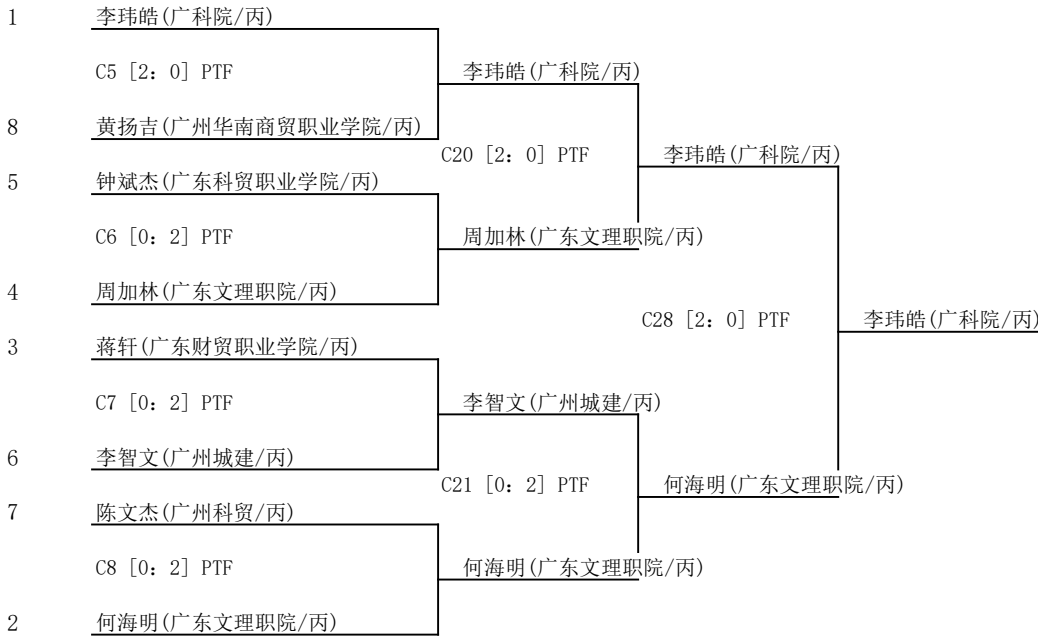 1 李玮皓(广科院/丙)
C5 [2: 0] PTF 李玮皓(广科院/丙)
8 黄扬吉(广州华南商贸职业学院/丙)
C20 [2: 0] PTF 李玮皓(广科院/丙)
5 钟斌杰(广东科贸职业学院/丙)
C6 [0: 2] PTF 周加林(广东文理职院/丙)
4 周加林(广东文理职院/丙)
C28 [2: 0] PTF 李玮皓(广科院/丙)
3 蒋轩(广东财贸职业学院/丙)
C7 [0: 2] PTF 李智文(广州城建/丙)
6 李智文(广州城建/丙)
C21 [0: 2] PTF 何海明(广东文理职院/丙)
7 陈文杰(广州科贸/丙)
C8 [0: 2] PTF 何海明(广东文理职院/丙)
2 何海明(广东文理职院/丙)